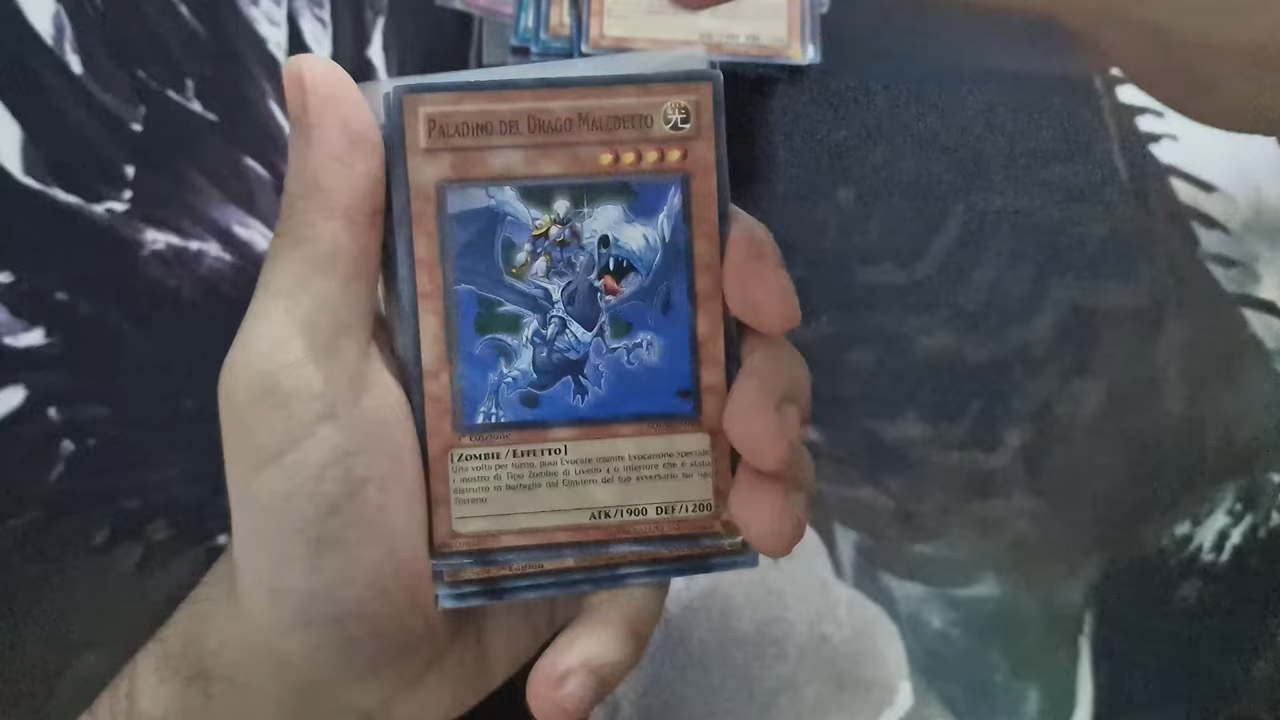 PALADINO DEL DRAGO MALEDETTO
光
1ª Edizione
[ZOMBIE/EFFETTO]
Una volta per turno, puoi Evocare tramite Evocazione Speciale
1 mostro di Tipo Zombie di Livello 4 o inferiore che è stato
distrutto in battaglia dal Cimitero del tuo avversario sul tuo
Terreno.
ATK/1900 DEF/1200
Edition